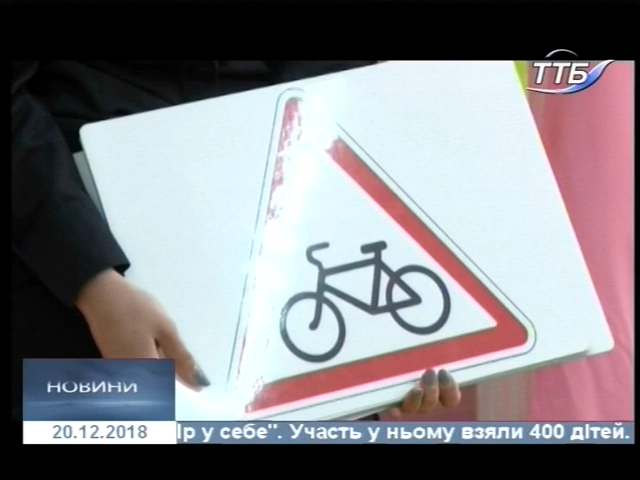 ТТБ
НОВИНИ
20.12.2018
ір у себе". Участь у ньому взяли 400 дітей.